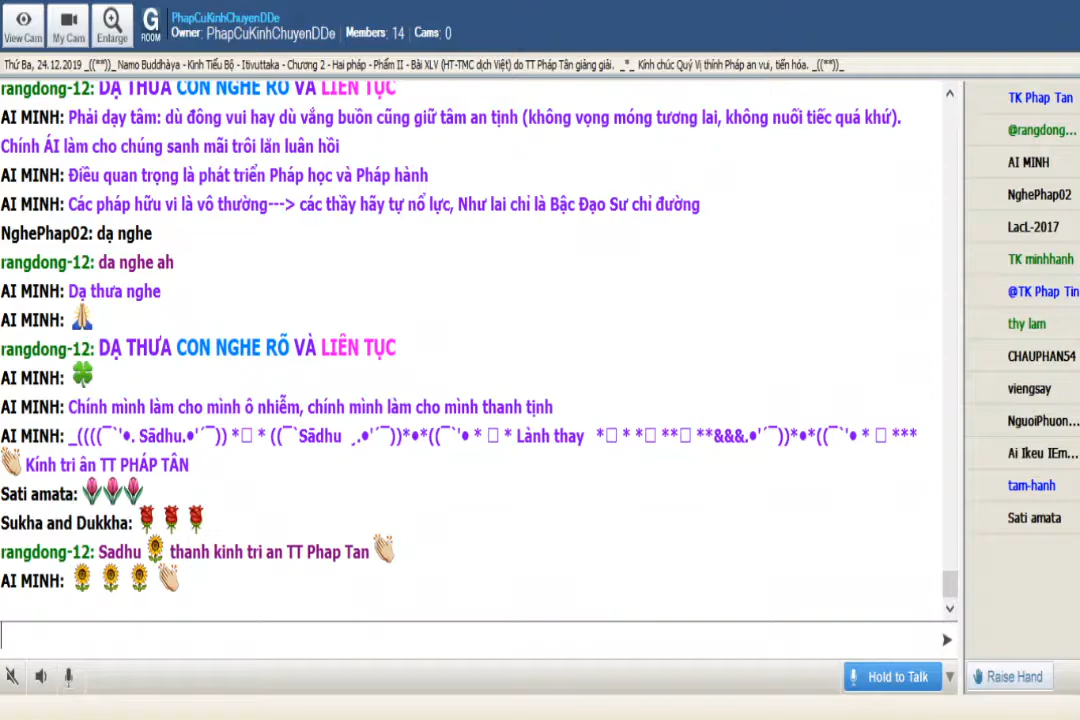 PhapCuKinhChuyenDDe
View Cam My Cam Enlarge G ROOM Owner: PhapCuKinhChuyenDDe Members: 14 Cams: 0
Thứ Ba, 24.12.2019 _((**))_ Namo Buddhàya - Kinh Tiểu Bộ - Itivuttaka - Chương 2 - Hai pháp - Phẩm II - Bài XLV (HT-TMC dịch Việt) do TT Pháp Tân giảng giải. _*_ Kính chúc Quý Vị thính Pháp an vui, tiến hóa. _((**))_
rangdong-12: DẠ THƯA CON NGHE RÕ VÀ LIÊN TỤC
AI MINH: Phải dạy tâm: dù đông vui hay dù vắng buồn cũng giữ tâm an tịnh (không vọng móng tương lai, không nuối tiếc quá khứ).
Chính ÁI làm cho chúng sanh mãi trôi lăn luân hồi
AI MINH: Điều quan trọng là phát triển Pháp học và Pháp hành
AI MINH: Các pháp hữu vi là vô thường---> các thầy hãy tự nổ lực, Như lai chỉ là Bậc Đạo Sư chỉ đường
NghePhap02: dạ nghe
rangdong-12: da nghe ah
AI MINH: Dạ thưa nghe
AI MINH: 🙏
rangdong-12: DẠ THƯA CON NGHE RÕ VÀ LIÊN TỤC
AI MINH: 🍀
AI MINH: Chính mình làm cho mình ô nhiễm, chính mình làm cho mình thanh tịnh
AI MINH: _((((¯`'•. Sādhu.•'´¯)) *□ * ((¯`Sādhu ¸.•'´¯))*•*((¯`'• * □ * Lành thay *□ * *□ **□ **&&&.•'´¯))*•*((¯`'• * □ ***
👏 Kính tri ân TT PHÁP TÂN
Sati amata: 🌷🌷🌷
Sukha and Dukkha: 🌹🌹🌹
rangdong-12: Sadhu 🌻 thanh kinh tri an TT Phap Tan 👏
AI MINH: 🌻🌻🌻👏
Hold to Talk
TK Phap Tan
@rangdong...
AI MINH
NghePhap02
LacL-2017
TK minhhanh
@TK Phap Tin
thy lam
CHAUPHAN54
viengsay
NguoiPhuon...
Ai Ikeu IEm...
tam-hanh
Sati amata
Raise Hand